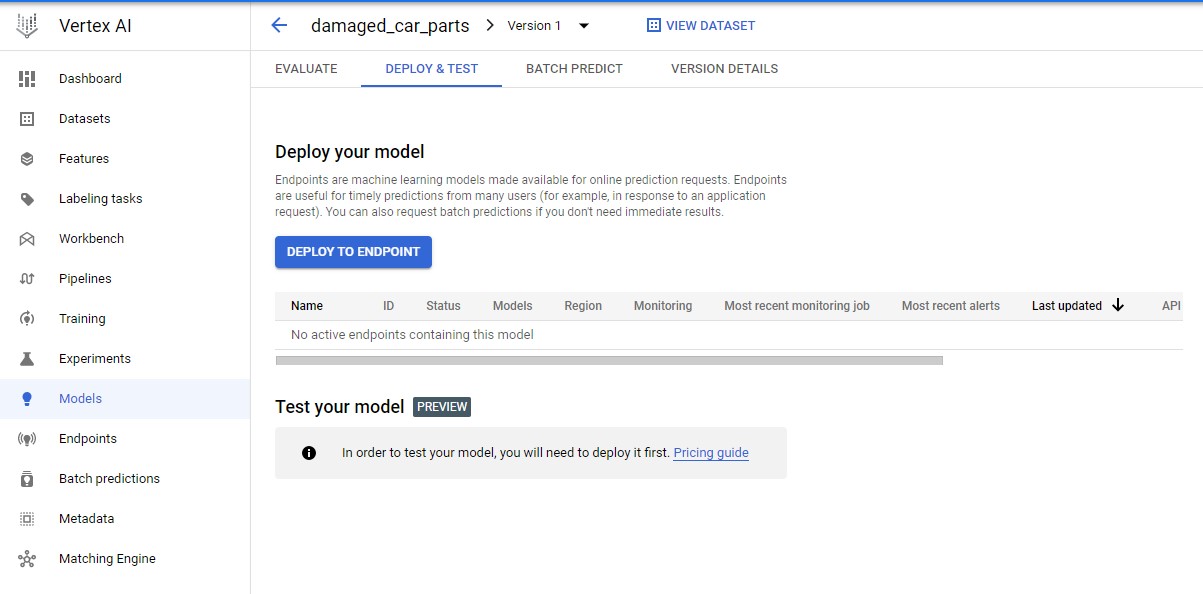 Vertex AI
damaged_car_parts
Version 1
VIEW DATASET
Dashboard
Datasets
Features
Labeling tasks
Workbench
Pipelines
Training
Experiments
Models
Endpoints
Batch predictions
Metadata
Matching Engine
EVALUATE
DEPLOY & TEST
BATCH PREDICT
VERSION DETAILS
Deploy your model
Endpoints are machine learning models made available for online prediction requests. Endpoints
are useful for timely predictions from many users (for example, in response to an application
request). You can also request batch predictions if you don't need immediate results.
DEPLOY TO ENDPOINT
Name ID Status Models Region Monitoring Most recent monitoring job Most recent alerts Last updated API
No active endpoints containing this model
Test your model PREVIEW
In order to test your model, you will need to deploy it first. Pricing guide